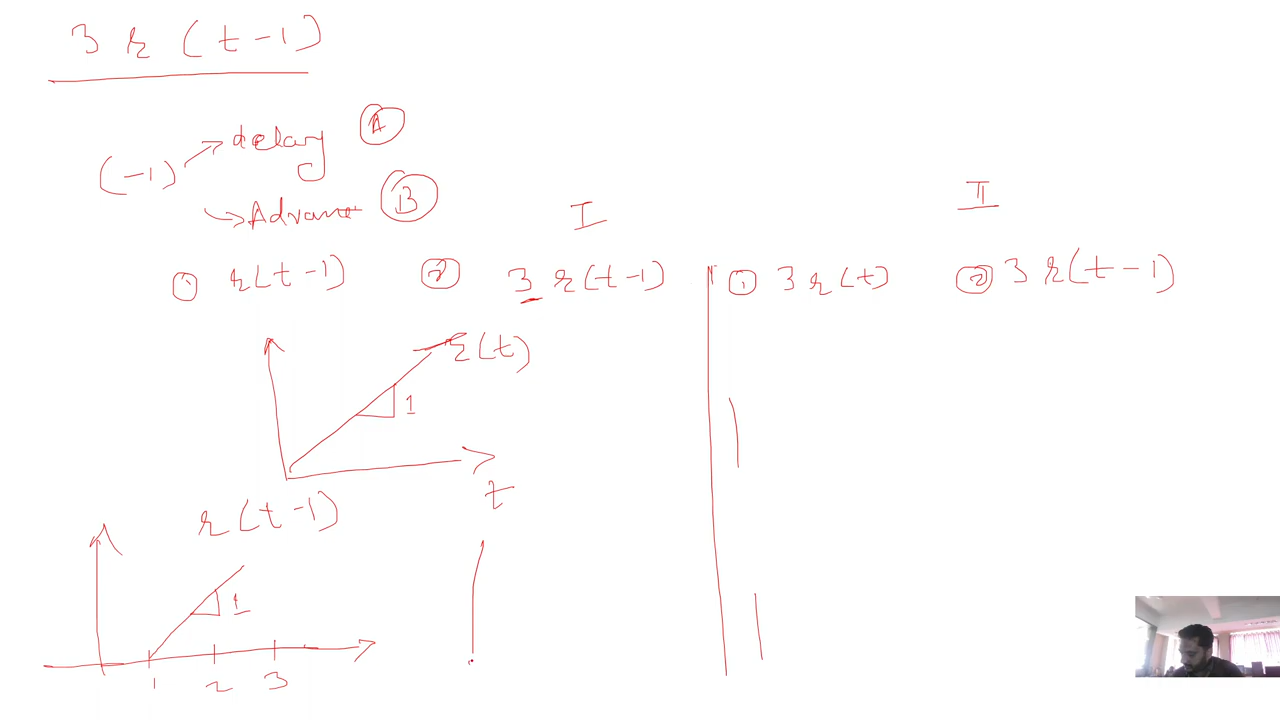 3 r (t-1)
(-1) → delay Ⓐ
→ Advance Ⓑ
I
II
① r(t-1) ② 3 r(t-1)
① 3 r(t) ② 3 r(t-1)
r(t)
1
t
r(t-1)
1
1 2 3